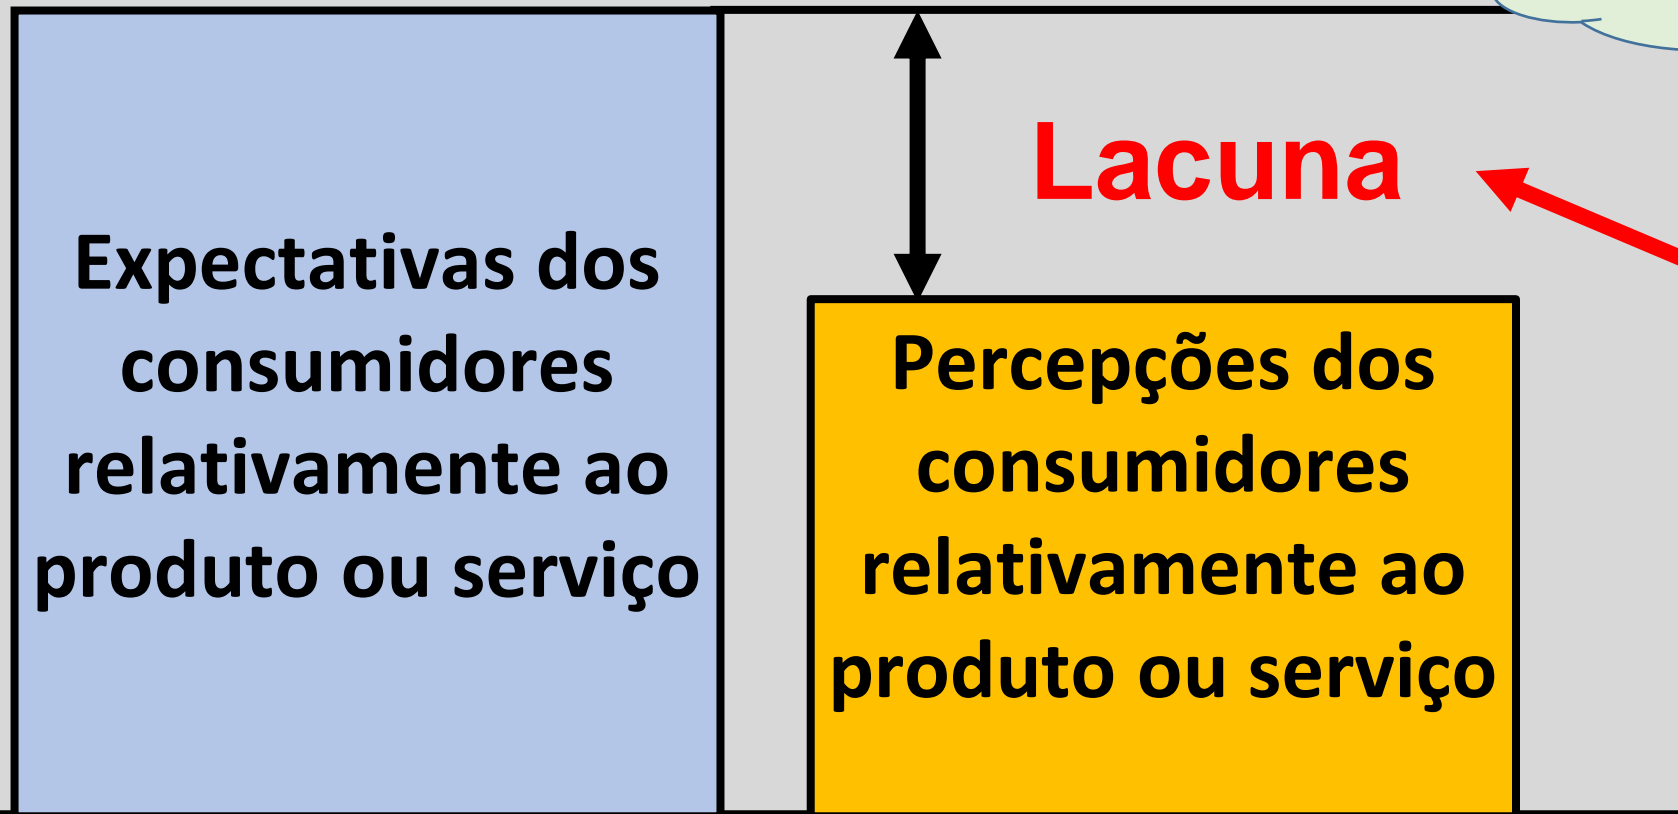 Expectativas dos
consumidores
relativamente ao
produto ou serviço
Lacuna
Percepções dos
consumidores
relativamente ao
produto ou serviço